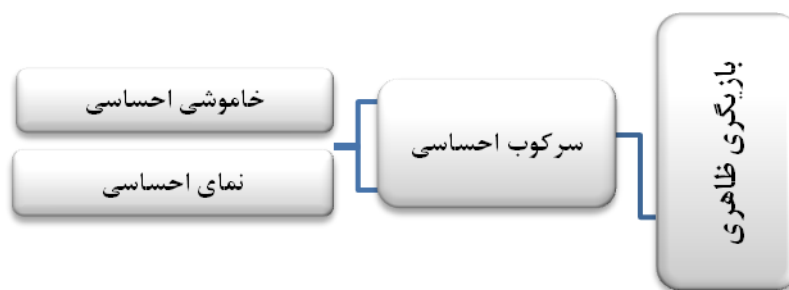 بازیگری ظاهری
سرکوب احساسی
خاموشی احساسی
نمای احساسی